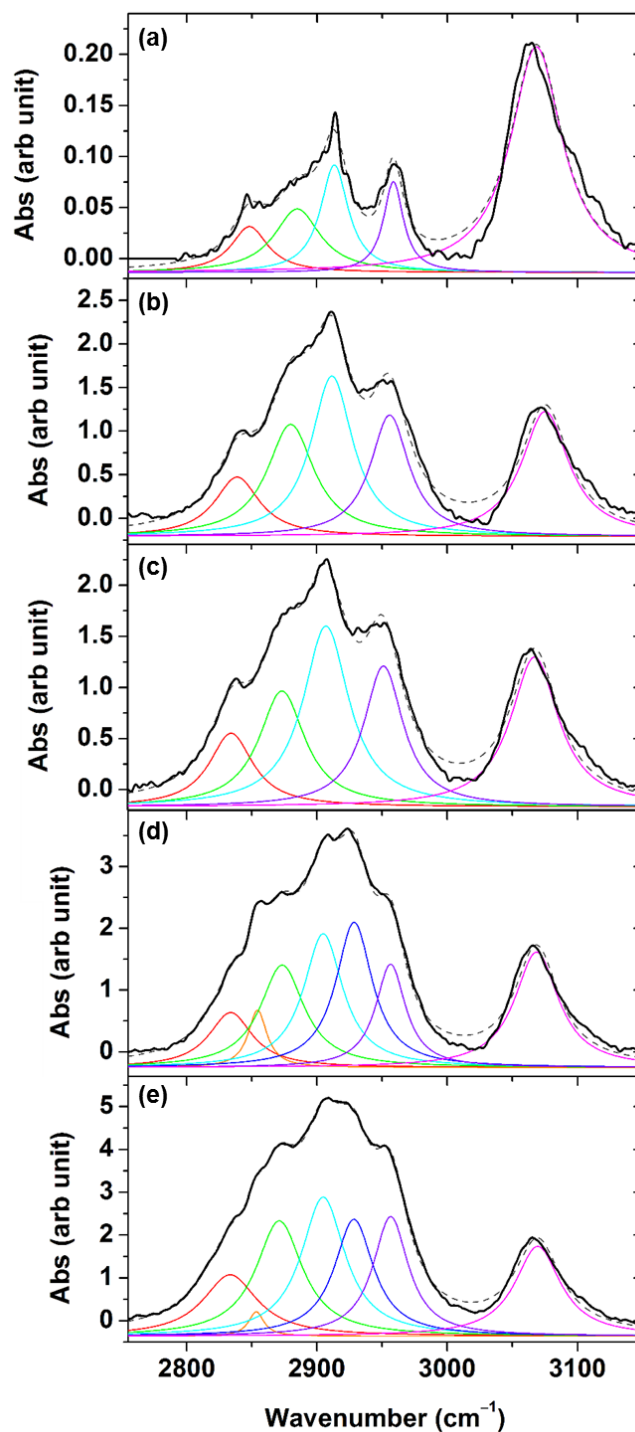 (a)
0.20
0.15
0.10
0.05
0.00
Abs (arb unit)
(b)
2.5
2.0
1.5
1.0
0.5
0.0
Abs (arb unit)
(c)
2.0
1.5
1.0
0.5
0.0
Abs (arb unit)
(d)
3
2
1
0
Abs (arb unit)
(e)
5
4
3
2
1
0
Abs (arb unit)
2800 2900 3000 3100
Wavenumber (cm⁻¹)